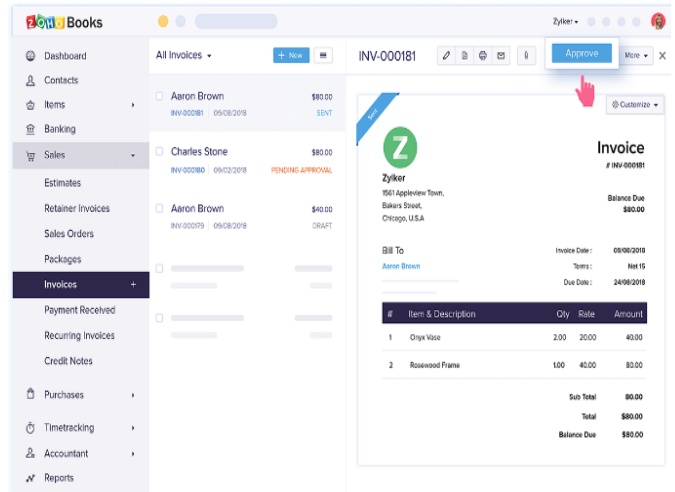 ZOHO Books
Zylker
Dashboard
Contacts
Items
Banking
Sales
Estimates
Retainer Invoices
Sales Orders
Packages
Invoices +
Payment Received
Recurring Invoices
Credit Notes
Purchases
Timetracking
Accountant
Reports
All Invoices
+ New
Aaron Brown $80.00
INV-000181 | 09/08/2018 SENT
Charles Stone $80.00
INV-000180 | 09/02/2018 PENDING APPROVAL
Aaron Brown $40.00
INV-000179 | 09/08/2018 DRAFT
INV-000181
Approve
More
X
Customize
Sent
Z
Invoice
# INV-000181
Zylker
1561 Appleview Town,
Bakers Street,
Chicago, U.S.A
Balance Due
$80.00
Bill To
Aaron Brown
Invoice Date : 09/08/2018
Terms : Net 15
Due Date : 24/08/2018
# Item & Description Qty Rate Amount
1 Onyx Vase 2.00 20.00 40.00
2 Rosewood Frame 1.00 40.00 80.00
Sub Total 80.00
Total $80.00
Balance Due $80.00